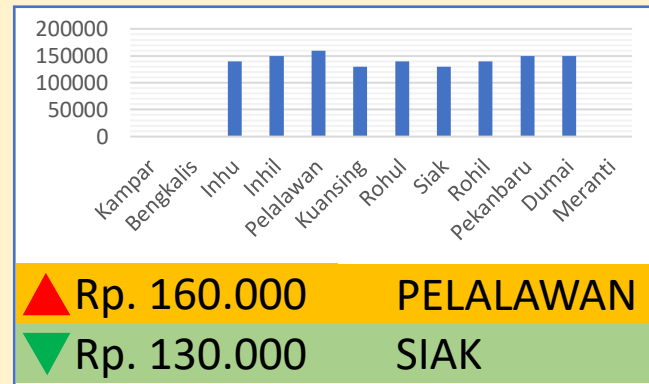 200000
150000
100000
50000
0
Kampar
Bengkalis
Inhu
Inhil
Pelalawan
Kuansing
Rohul
Siak
Rohil
Pekanbaru
Dumai
Meranti
Rp. 160.000 PELALAWAN
Rp. 130.000 SIAK